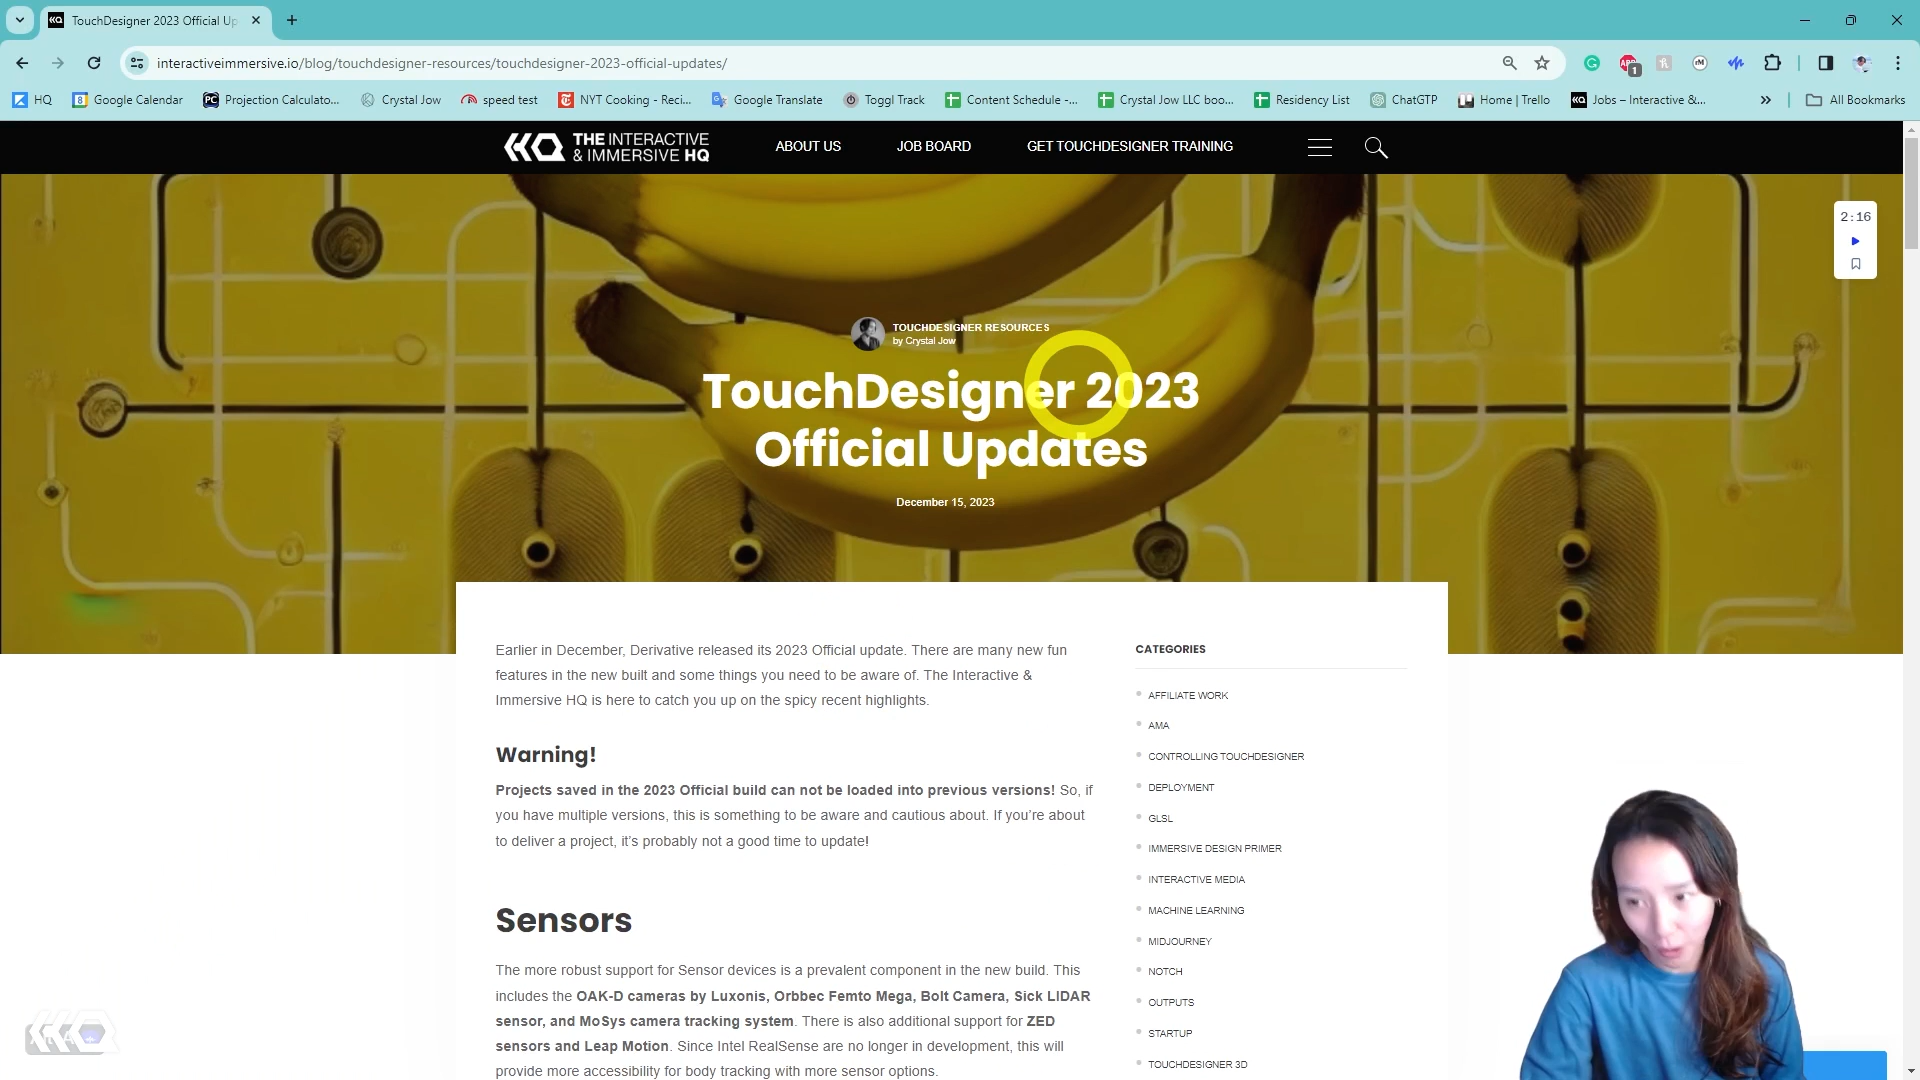 TouchDesigner 2023 Official Up
interactiveimmersive.io/blog/touchdesigner-resources/touchdesigner-2023-official-updates/
1
HQ
Google Calendar
Projection Calculato...
Crystal Jow
speed test
NYT Cooking - Reci...
Google Translate
Toggl Track
Content Schedule -...
Crystal Jow LLC boo...
Residency List
ChatGTP
Home | Trello
Jobs – Interactive &...
All Bookmarks
THE INTERACTIVE
& IMMERSIVE HQ
ABOUT US
JOB BOARD
GET TOUCHDESIGNER TRAINING
2:16
TOUCHDESIGNER RESOURCES
by Crystal Jow
TouchDesigner 2023
Official Updates
December 15, 2023
Earlier in December, Derivative released its 2023 Official update. There are many new fun
features in the new built and some things you need to be aware of. The Interactive &
Immersive HQ is here to catch you up on the spicy recent highlights.
Warning!
Projects saved in the 2023 Official build can not be loaded into previous versions! So, if
you have multiple versions, this is something to be aware and cautious about. If you're about
to deliver a project, it's probably not a good time to update!
Sensors
The more robust support for Sensor devices is a prevalent component in the new build. This
includes the OAK-D cameras by Luxonis, Orbbec Femto Mega, Bolt Camera, Sick LIDAR
sensor, and MoSys camera tracking system. There is also additional support for ZED
sensors and Leap Motion. Since Intel RealSense are no longer in development, this will
provide more accessibility for body tracking with more sensor options.
CATEGORIES
AFFILIATE WORK
AMA
CONTROLLING TOUCHDESIGNER
DEPLOYMENT
GLSL
IMMERSIVE DESIGN PRIMER
INTERACTIVE MEDIA
MACHINE LEARNING
MIDJOURNEY
NOTCH
OUTPUTS
STARTUP
TOUCHDESIGNER 3D